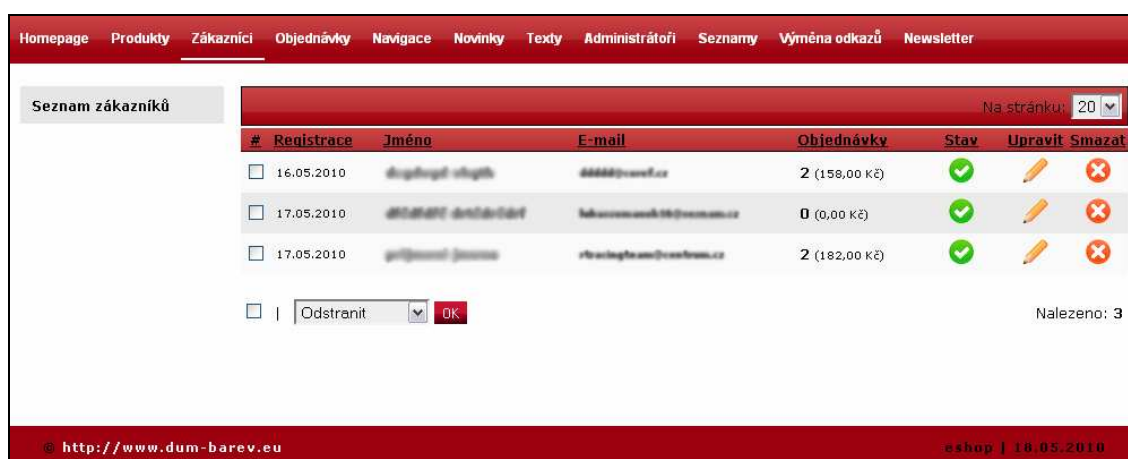 Homepage Produkty Zákazníci Objednávky Navigace Novinky Texty Administrátoři Seznamy Výměna odkazů Newsletter
Seznam zákazníků
Na stránku: 20
# Registrace Jméno E-mail Objednávky Stav Upravit Smazat
16.05.2010 2 (158,00 Kč)
17.05.2010 0 (0,00 Kč)
17.05.2010 2 (182,00 Kč)
| Odstranit OK
Nalezeno: 3
© http://www.dum-barev.eu
eshop | 18.05.2010